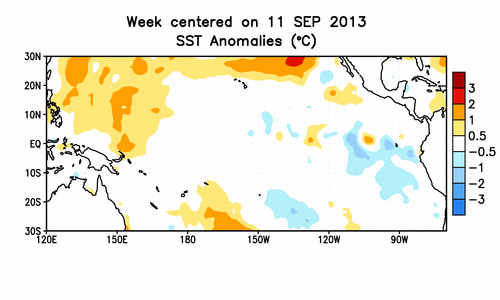 Week centered on 11 SEP 2013
SST Anomalies (°C)
30N
20N
10N
EQ
10S
20S
30S
120E 150E 180 150W 120W 90W
3
2
1
0.5
-0.5
-1
-2
-3